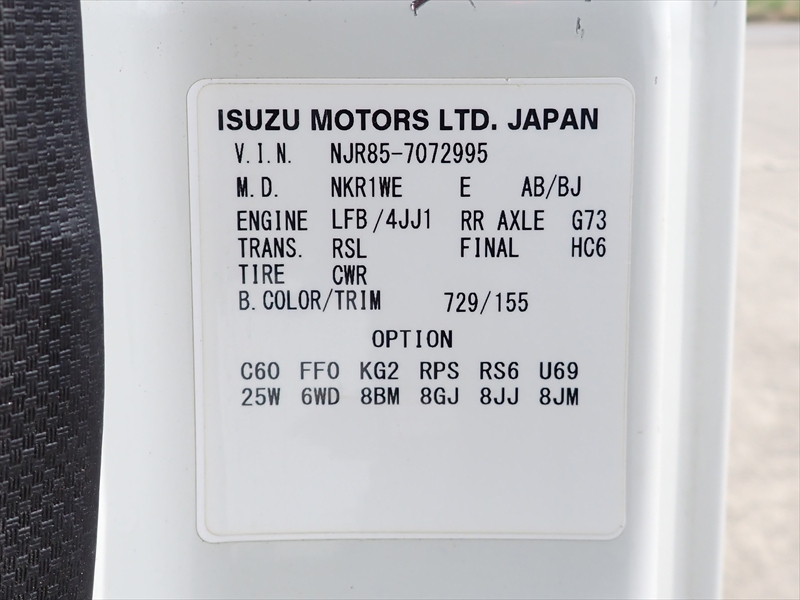 ISUZU MOTORS LTD. JAPAN
V.I.N. NJR85-7072995
M.D. NKR1WE E AB/BJ
ENGINE LFB/4JJ1 RR AXLE G73
TRANS. RSL FINAL HC6
TIRE CWR
B.COLOR/TRIM 729/155
OPTION
C60 FF0 KG2 RPS RS6 U69
25W 6WD 8BM 8GJ 8JJ 8JM